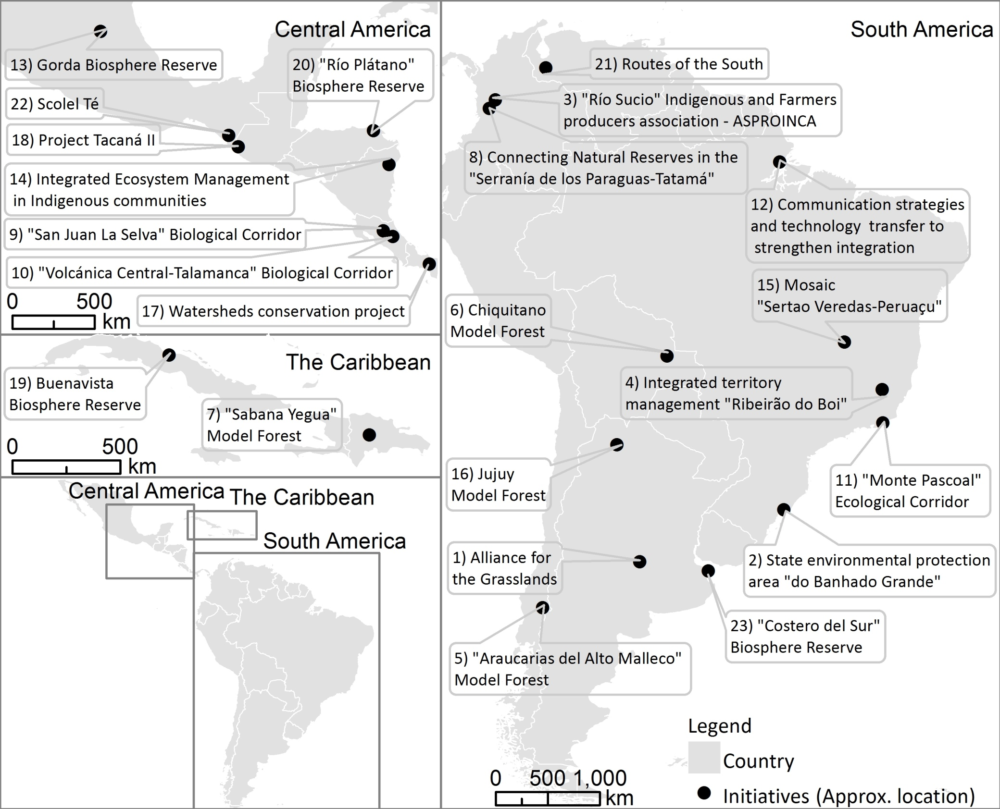 Central America
13) Gorda Biosphere Reserve
20) "Río Plátano"
Biosphere Reserve
22) Scolel Té
18) Project Tacaná II
14) Integrated Ecosystem Management
in Indigenous communities
9) "San Juan La Selva" Biological Corridor
10) "Volcánica Central-Talamanca" Biological Corridor
17) Watersheds conservation project
0 500
km
The Caribbean
19) Buenavista
Biosphere Reserve
7) "Sabana Yegua"
Model Forest
0 500
km
Central America
The Caribbean
South America
South America
21) Routes of the South
3) "Río Sucio" Indigenous and Farmers
producers association - ASPROINCA
8) Connecting Natural Reserves in the
"Serranía de los Paraguas-Tatamá"
12) Communication strategies
and technology transfer to
strengthen integration
15) Mosaic
"Sertao Veredas-Peruaçu"
6) Chiquitano
Model Forest
4) Integrated territory
management "Ribeirão do Boi"
16) Jujuy
Model Forest
11) "Monte Pascoal"
Ecological Corridor
1) Alliance for
the Grasslands
2) State environmental protection
area "do Banhado Grande"
23) "Costero del Sur"
Biosphere Reserve
5) "Araucarias del Alto Malleco"
Model Forest
Legend
Country
Initiatives (Approx. location)
0 500 1,000
km